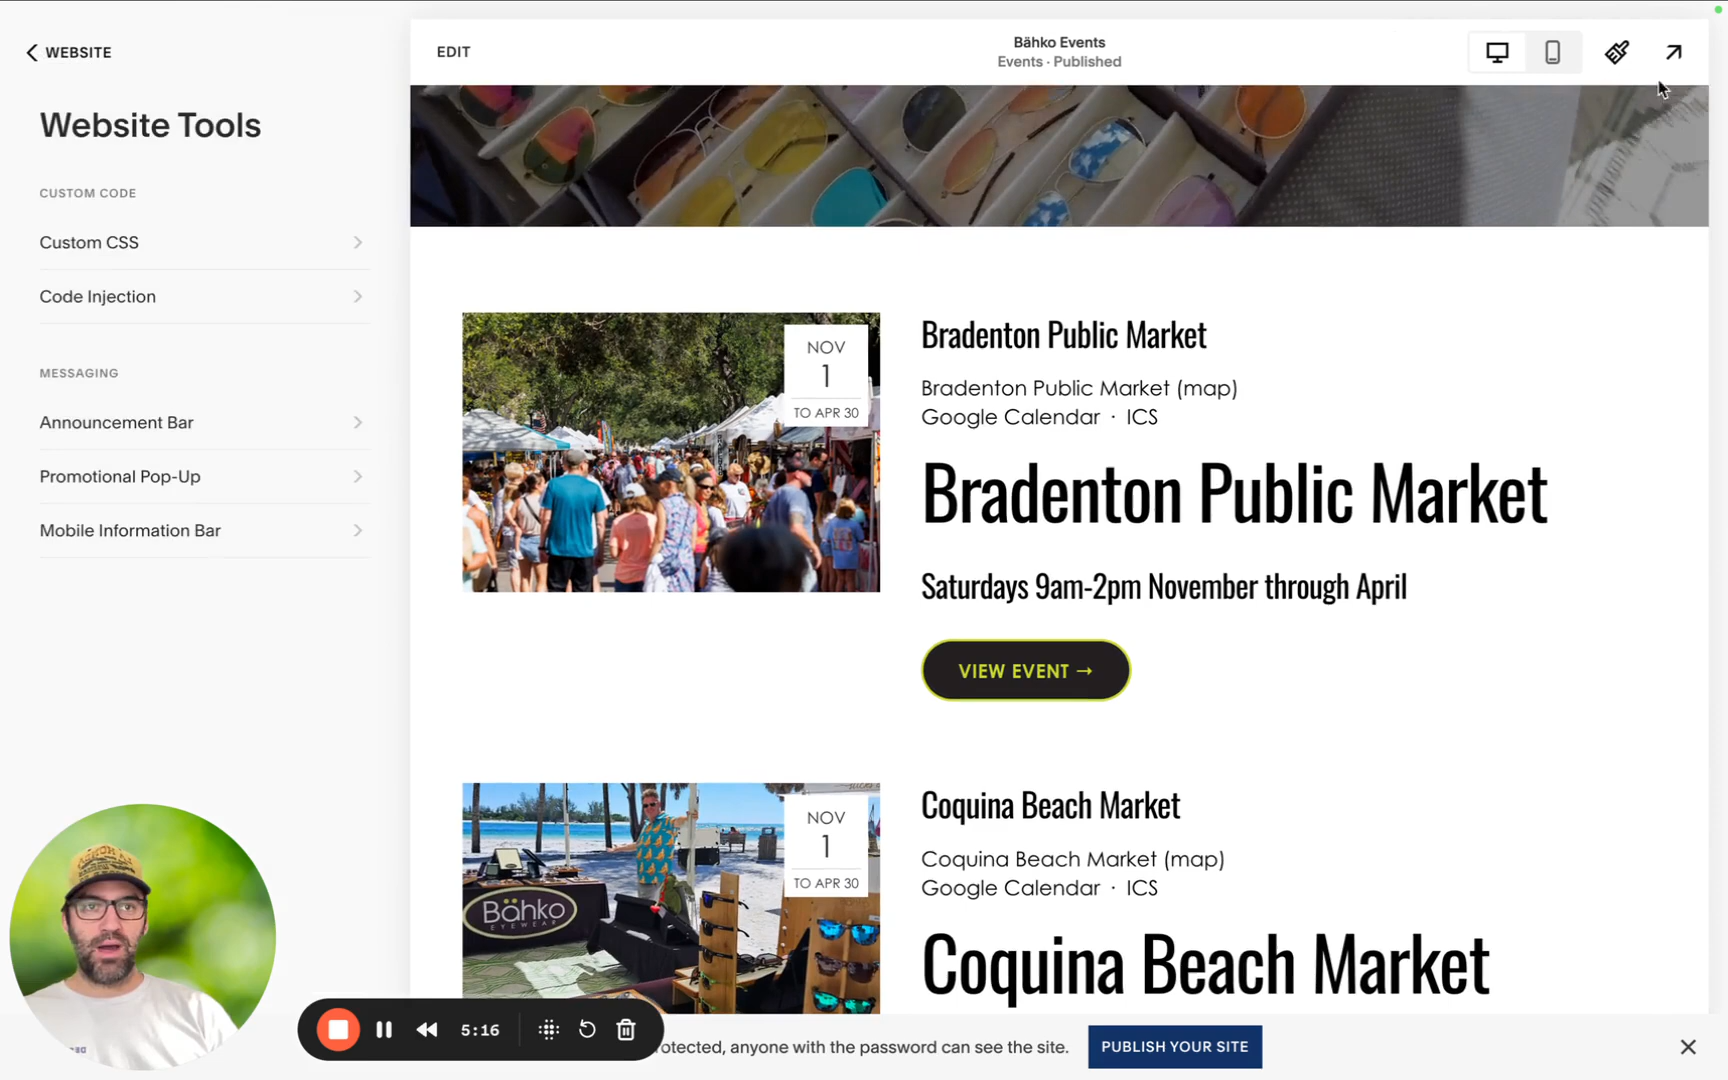 WEBSITE
Website Tools
CUSTOM CODE
Custom CSS
Code Injection
MESSAGING
Announcement Bar
Promotional Pop-Up
Mobile Information Bar
EDIT
Bähko Events
Events · Published
NOV
1
TO APR 30
Bradenton Public Market
Bradenton Public Market (map)
Google Calendar · ICS
Bradenton Public Market
Saturdays 9am-2pm November through April
VIEW EVENT →
NOV
1
TO APR 30
Bähko
EYEWEAR
Coquina Beach Market
Coquina Beach Market (map)
Google Calendar · ICS
Coquina Beach Market
5:16
anyone with the password can see the site.
PUBLISH YOUR SITE